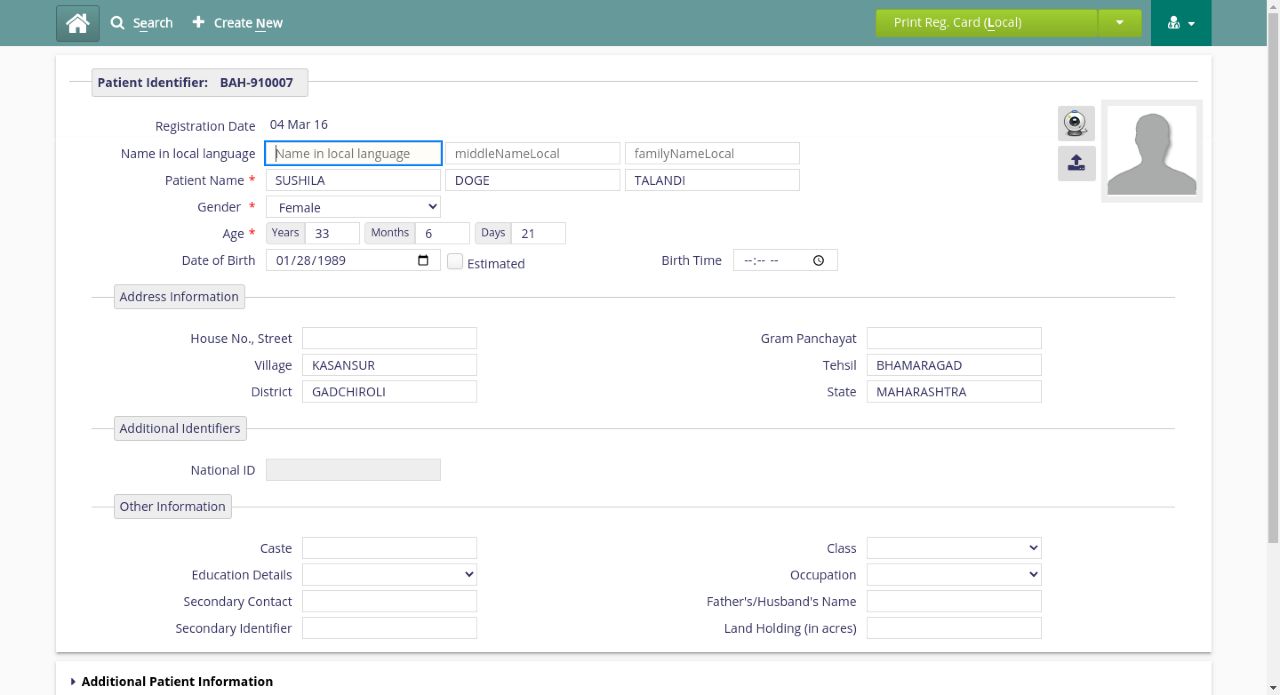 Search Create New Print Reg. Card (Local)
Patient Identifier: BAH-910007
Registration Date 04 Mar 16
Name in local language Name in local language middleNameLocal familyNameLocal
Patient Name * SUSHILA DOGE TALANDI
Gender * Female
Age * Years 33 Months 6 Days 21
Date of Birth 01/28/1989 Estimated Birth Time --:-- --
Address Information
House No., Street Gram Panchayat
Village KASANSUR Tehsil BHAMARAGAD
District GADCHIROLI State MAHARASHTRA
Additional Identifiers
National ID
Other Information
Caste Class
Education Details Occupation
Secondary Contact Father's/Husband's Name
Secondary Identifier Land Holding (in acres)
Additional Patient Information